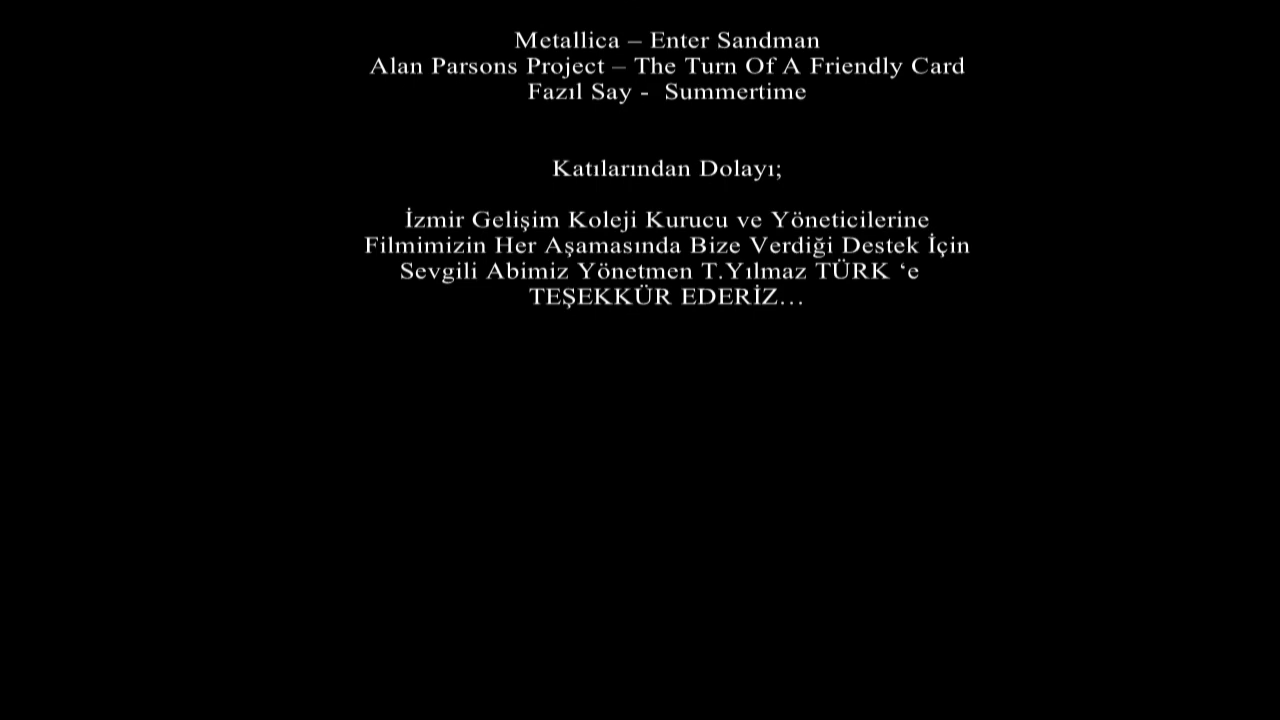 Metallica – Enter Sandman
Alan Parsons Project – The Turn Of A Friendly Card
Fazıl Say -  Summertime
Katılarından Dolayı;
İzmir Gelişim Koleji Kurucu ve Yöneticilerine
Filmimizin Her Aşamasında Bize Verdiği Destek İçin
Sevgili Abimiz Yönetmen T.Yılmaz TÜRK ‘e
TEŞEKKÜR EDERİZ…